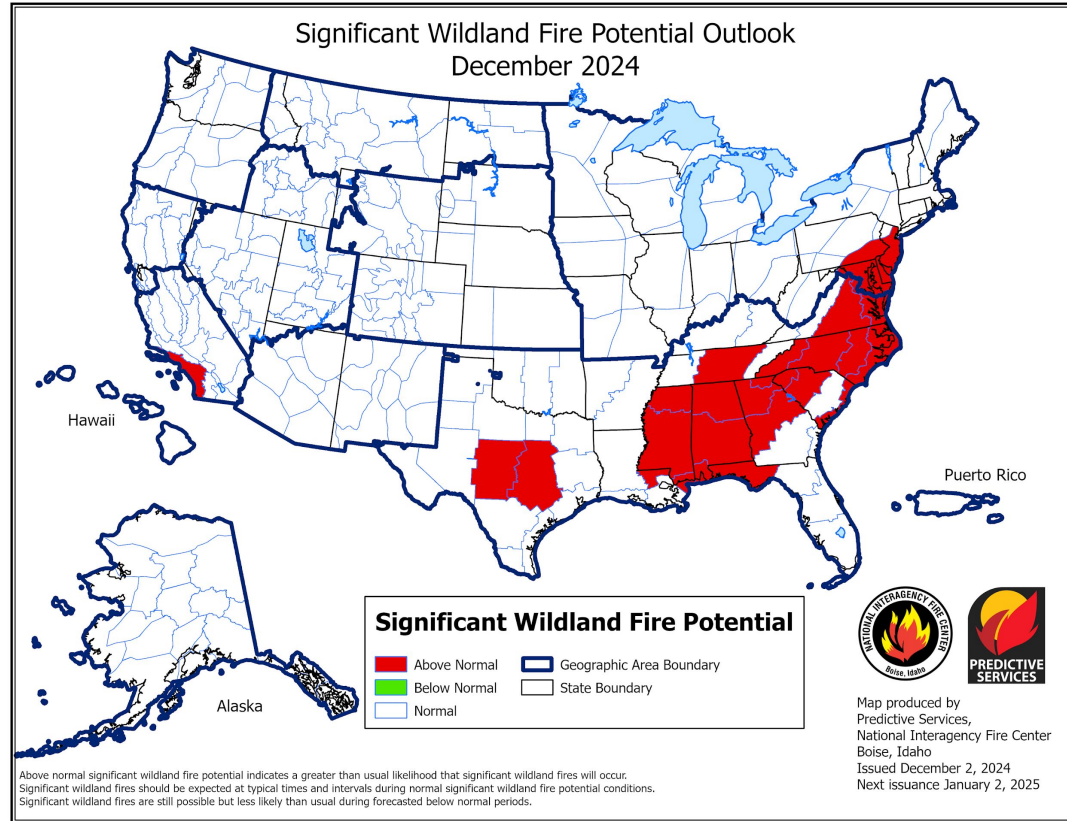 Significant Wildland Fire Potential Outlook
December 2024
Hawaii
Puerto Rico
Alaska
Significant Wildland Fire Potential
Above Normal
Below Normal
Normal
Geographic Area Boundary
State Boundary
NATIONAL INTERAGENCY FIRE CENTER
Boise, Idaho
PREDICTIVE
SERVICES
Map produced by
Predictive Services,
National Interagency Fire Center
Boise, Idaho
Issued December 2, 2024
Next issuance January 2, 2025
Above normal significant wildland fire potential indicates a greater than usual likelihood that significant wildland fires will occur.
Significant wildland fires should be expected at typical times and intervals during normal significant wildland fire potential conditions.
Significant wildland fires are still possible but less likely than usual during forecasted below normal periods.